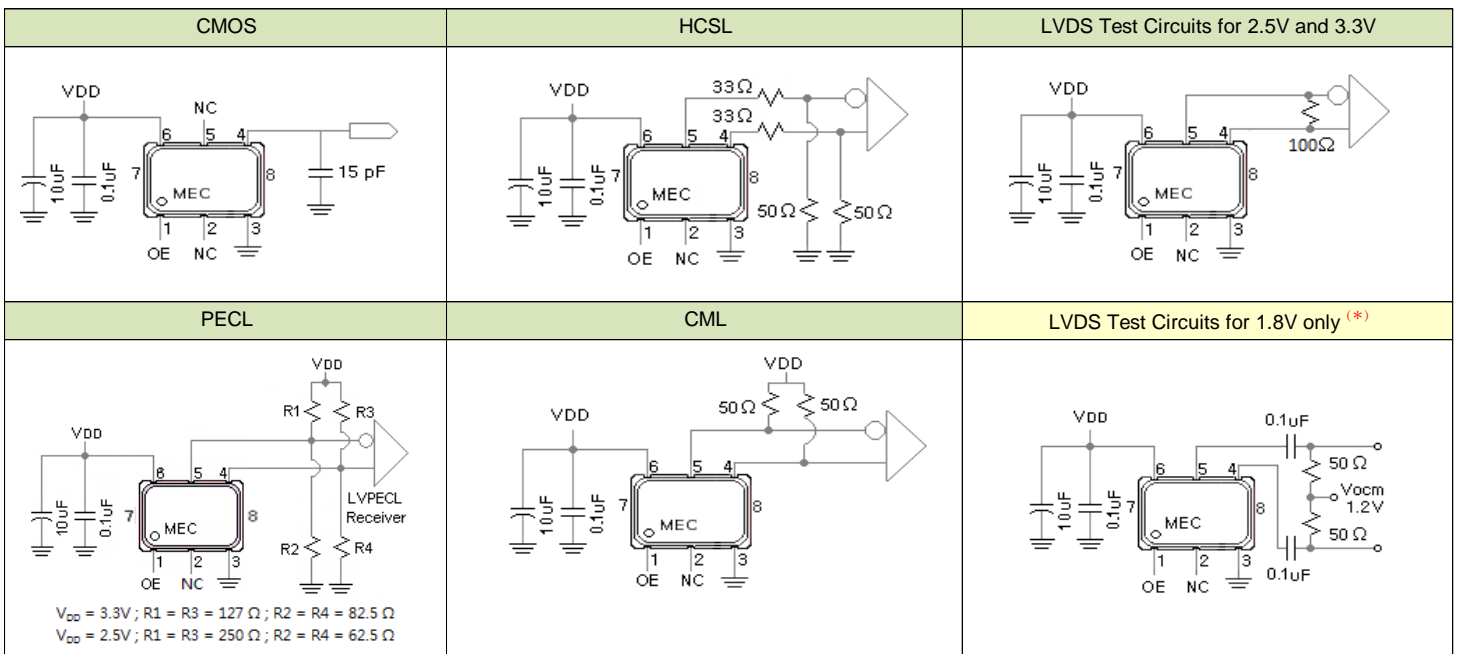 CMOS
VDD
NC
6 5 4
10uF
0.1uF
7
MEC
8
15 pF
1 2 3
OE NC
HCSL
VDD
33Ω
33Ω
6 5 4
10uF
0.1uF
7
MEC
8
50Ω
50Ω
1 2 3
OE NC
LVDS Test Circuits for 2.5V and 3.3V
VDD
6 5 4
100Ω
10uF
0.1uF
7
MEC
8
1 2 3
OE NC
PECL
VDD
R1
R3
VDD
6 5 4
10uF
0.1uF
7
MEC
8
LVPECL
Receiver
R2
R4
1 2 3
OE NC
VDD = 3.3V ; R1 = R3 = 127 Ω ; R2 = R4 = 82.5 Ω
VDD = 2.5V ; R1 = R3 = 250 Ω ; R2 = R4 = 62.5 Ω
CML
VDD
50Ω
50Ω
VDD
6 5 4
10uF
0.1uF
7
MEC
8
1 2 3
OE NC
LVDS Test Circuits for 1.8V only (*)
VDD
0.1uF
6 5 4
50 Ω
10uF
0.1uF
7
MEC
8
Vocm
1.2V
50 Ω
1 2 3
0.1uF
OE NC